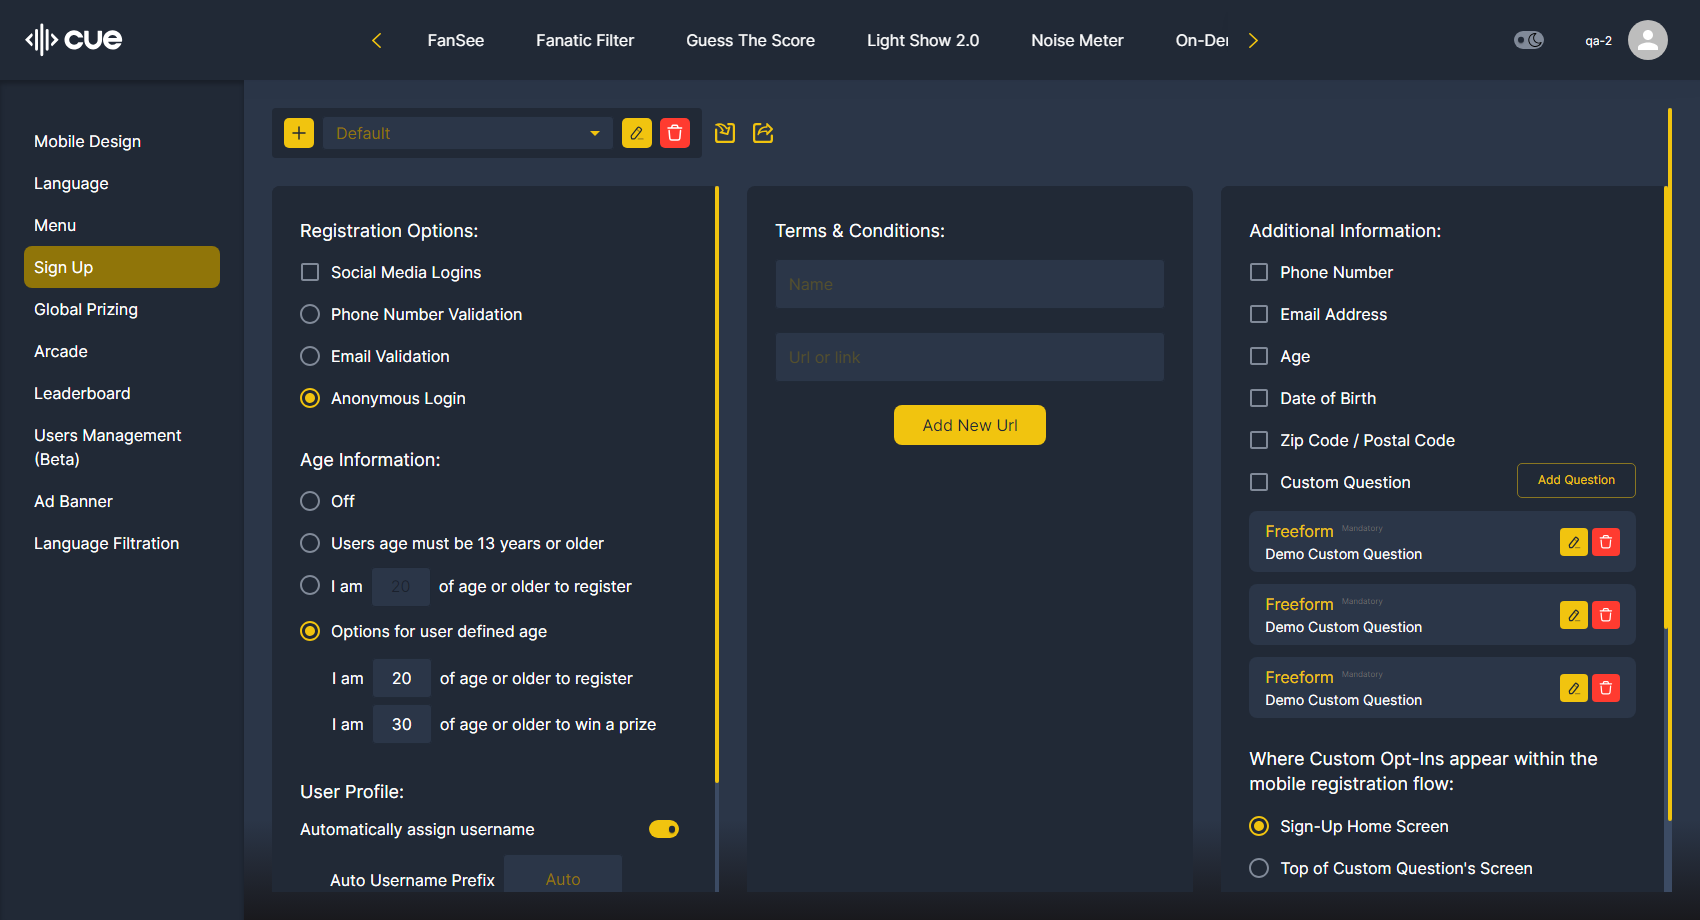 cue
FanSee
Fanatic Filter
Guess The Score
Light Show 2.0
Noise Meter
On-De
qa-2
Mobile Design
Language
Menu
Sign Up
Global Prizing
Arcade
Leaderboard
Users Management
(Beta)
Ad Banner
Language Filtration
Default
Registration Options:
Social Media Logins
Phone Number Validation
Email Validation
Anonymous Login
Age Information:
Off
Users age must be 13 years or older
I am 20 of age or older to register
Options for user defined age
I am 20 of age or older to register
I am 30 of age or older to win a prize
User Profile:
Automatically assign username
Auto Username Prefix Auto
Terms & Conditions:
Name
Url or link
Add New Url
Additional Information:
Phone Number
Email Address
Age
Date of Birth
Zip Code / Postal Code
Custom Question
Add Question
Freeform Mandatory
Demo Custom Question
Freeform Mandatory
Demo Custom Question
Freeform Mandatory
Demo Custom Question
Where Custom Opt-Ins appear within the
mobile registration flow:
Sign-Up Home Screen
Top of Custom Question's Screen